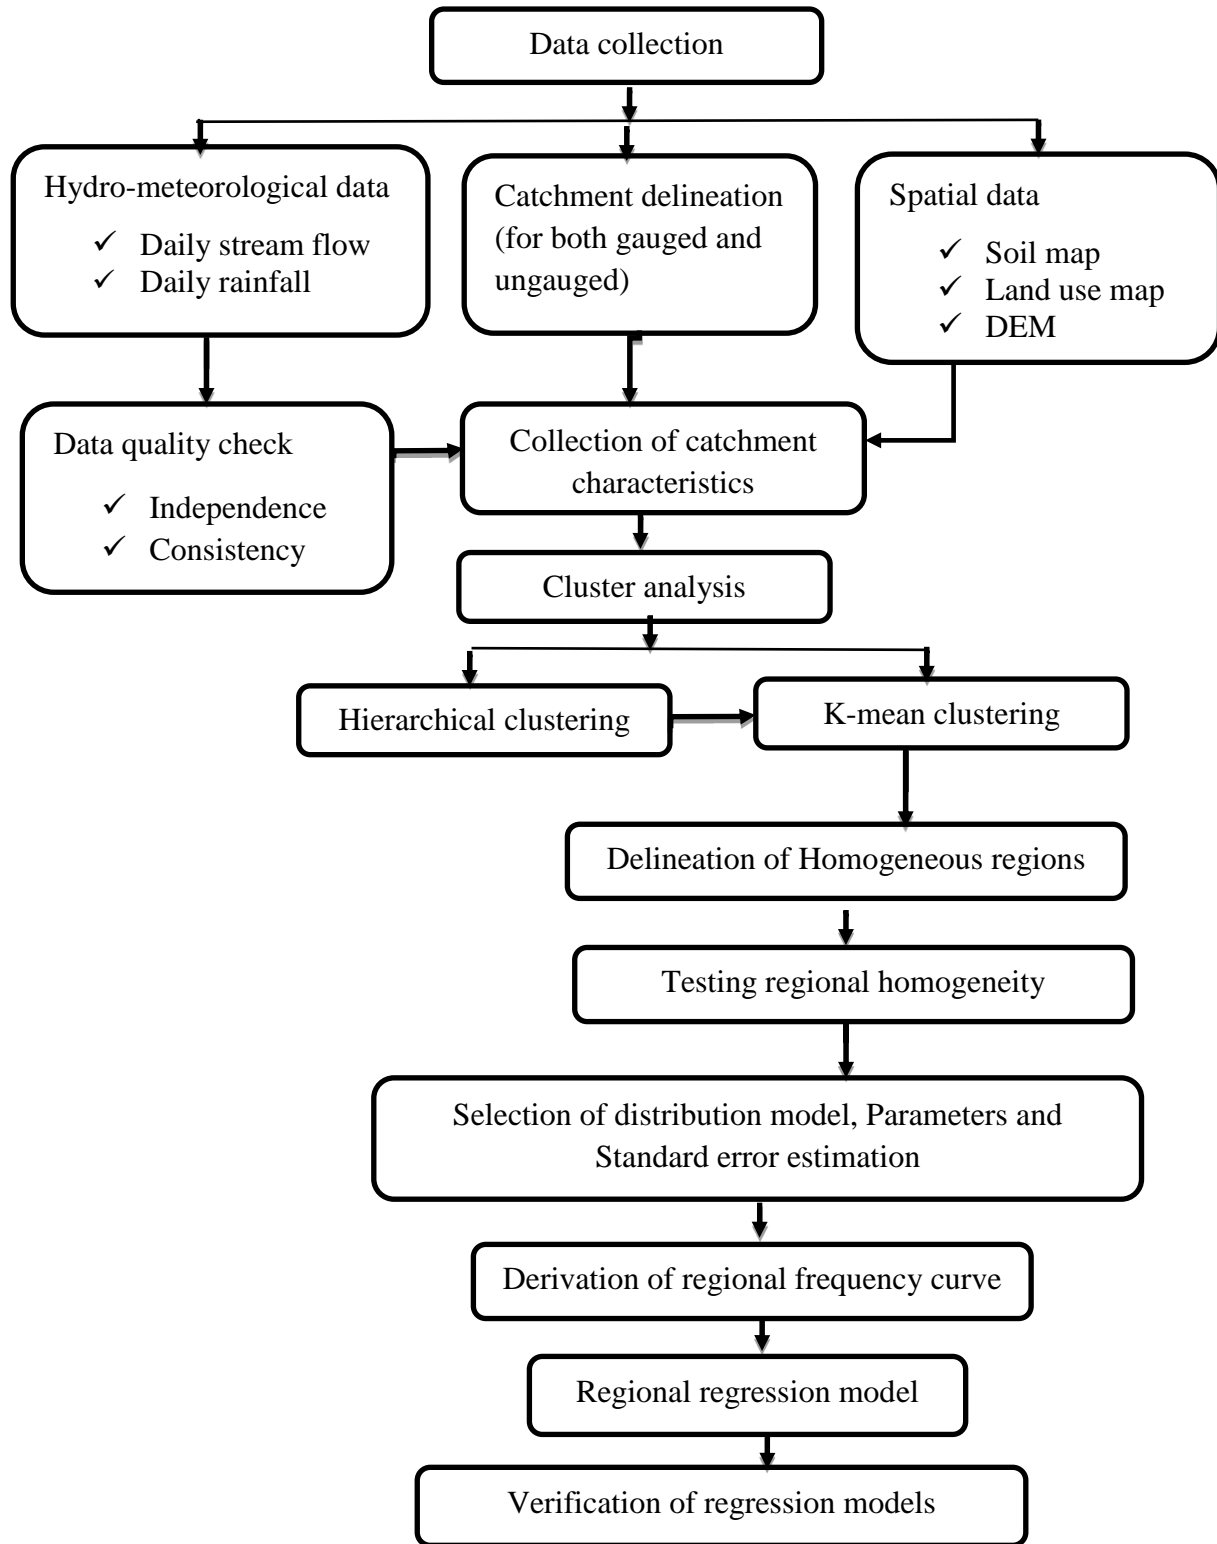 Data collection
Hydro-meteorological data
✓ Daily stream flow
✓ Daily rainfall
Catchment delineation
(for both gauged and
ungauged)
Spatial data
✓ Soil map
✓ Land use map
✓ DEM
Data quality check
✓ Independence
✓ Consistency
Collection of catchment
characteristics
Cluster analysis
Hierarchical clustering
K-mean clustering
Delineation of Homogeneous regions
Testing regional homogeneity
Selection of distribution model, Parameters and
Standard error estimation
Derivation of regional frequency curve
Regional regression model
Verification of regression models